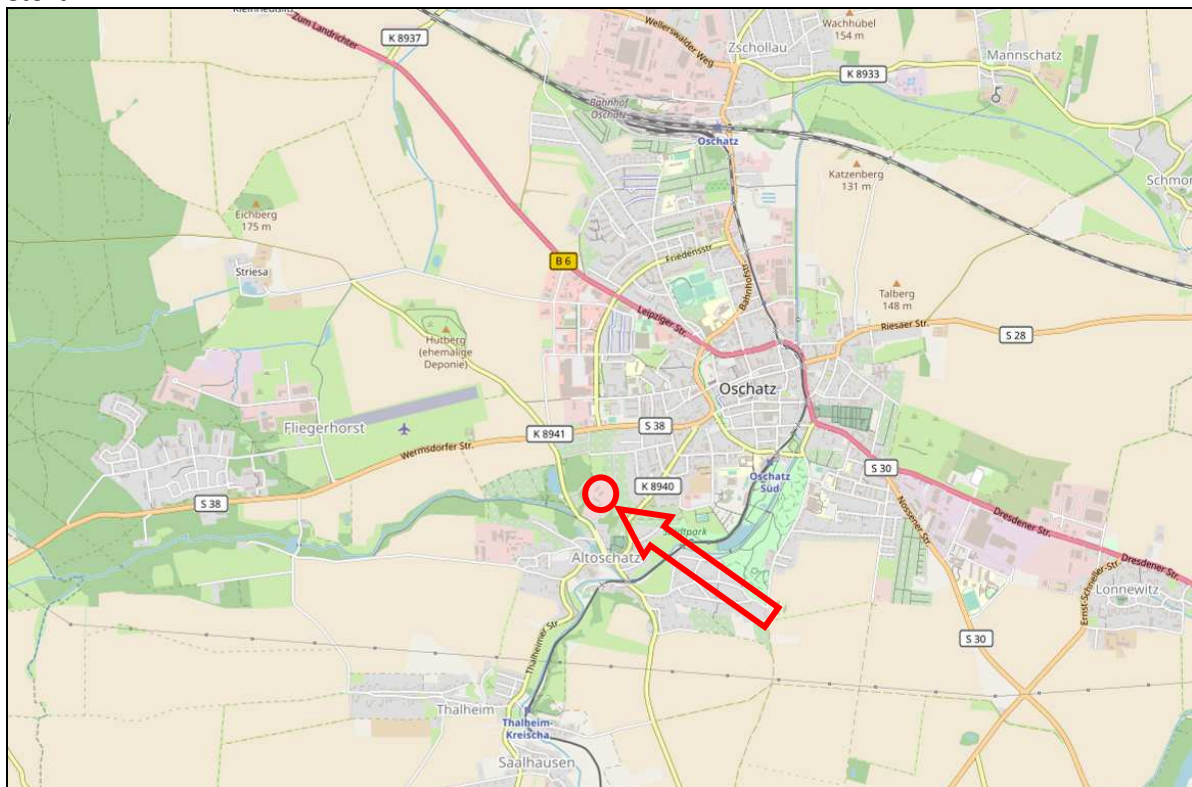 Zum Landrichter
K 8937
Wellerswalder Weg
Wachhübel
154 m
Zschollau
Mannschatz
K 8933
Bahnhof
Oschatz
Oschatz
Katzenberg
131 m
Eichberg
175 m
Striesa
B 6
Friedensstr
Bahnhofstr.
Leipziger Str.
Talberg
148 m
Riesaer Str.
S 28
Hutberg
(ehemalige
Deponie)
Oschatz
Fliegerhorst
Wermsdorfer Str.
K 8941
S 38
S 38
K 8940
Oschatz
Süd
S 30
Nossener Str.
Dresdener Str.
Dresdener Str.
Stadtpark
Altoschatz
Ernst-Schneller-Str
Lonnewitz
S 30
Thalheimer Str
Thalheim
Thalheim-
Kreischa
Saalhausen